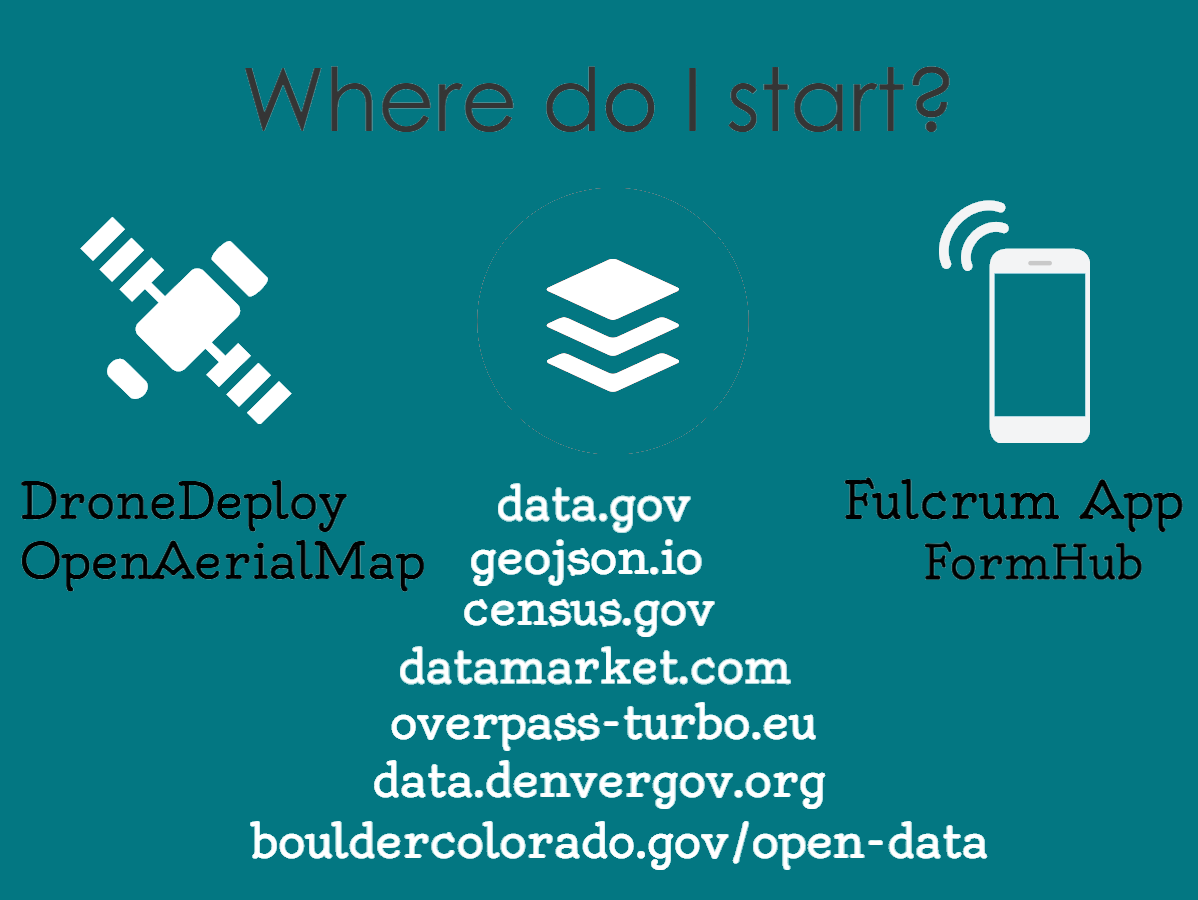 Where do I start?
DroneDeploy
OpenAerialMap
data.gov
geojson.io
census.gov
datamarket.com
overpass-turbo.eu
data.denvergov.org
bouldercolorado.gov/open-data
Fulcrum App
FormHub